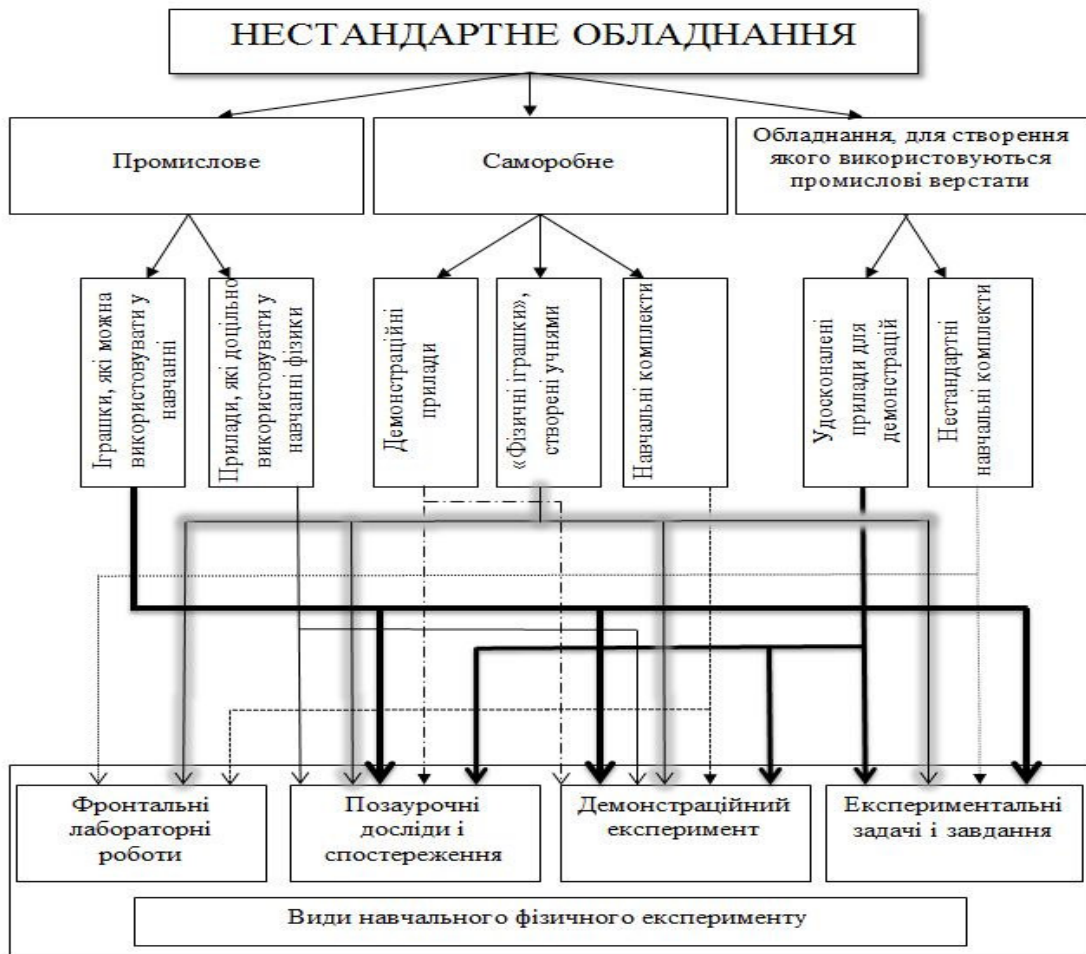 НЕСТАНДАРТНЕ ОБЛАДНАННЯ
Промислове
Саморобне
Обладнання, для створення
якого використовуються
промислові верстати
Іграшки, які можна
використовувати у
навчанні
Прилади, які доцільно
використовувати у
навчанні фізики
Демонстраційні
прилади
«Фізичні іграшки»,
створені учнями
Навчальні комплекти
Удосконалені
прилади для
демонстрацій
Нестандартні
навчальні комплекти
Фронтальні
лабораторні
роботи
Позаурочні
досліди і
спостереження
Демонстраційний
експеримент
Експериментальні
задачі і завдання
Види навчального фізичного експерименту